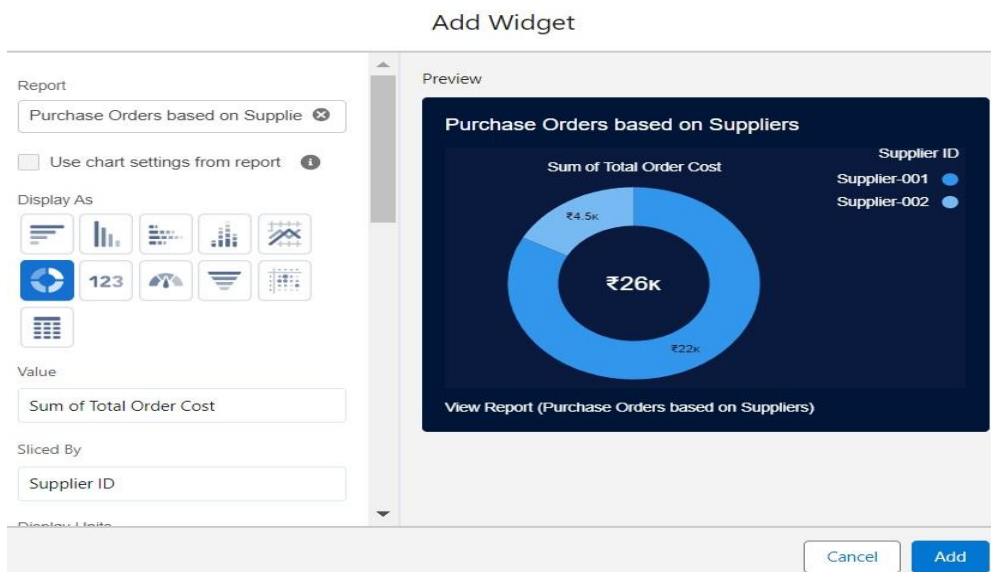 Add Widget
Report
Purchase Orders based on Supplie
Use chart settings from report
Display As
123
Value
Sum of Total Order Cost
Sliced By
Supplier ID
Display Units
Preview
Purchase Orders based on Suppliers
Sum of Total Order Cost
Supplier ID
Supplier-001
Supplier-002
₹4.5K
₹26K
₹22K
View Report (Purchase Orders based on Suppliers)
Cancel
Add